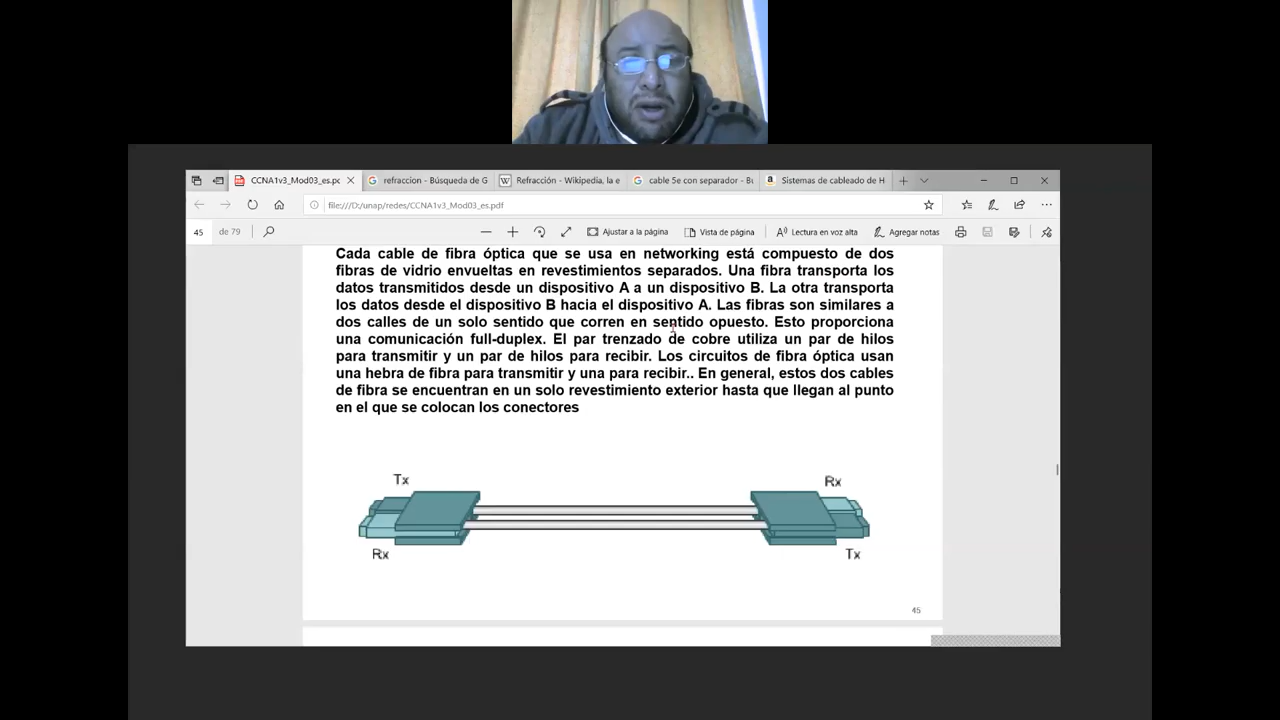 CCNA1v3_Mod03_es.pc
refraccion - Búsqueda de G
Refracción - Wikipedia, la e
cable 5e con separador - Bu
Sistemas de cableado de H
file:///D:/unap/redes/CCNA1v3_Mod03_es.pdf
45 de 79
Ajustar a la página
Vista de página
Lectura en voz alta
Agregar notas
Cada cable de fibra óptica que se usa en networking está compuesto de dos
fibras de vidrio envueltas en revestimientos separados. Una fibra transporta los
datos transmitidos desde un dispositivo A a un dispositivo B. La otra transporta
los datos desde el dispositivo B hacia el dispositivo A. Las fibras son similares a
dos calles de un solo sentido que corren en sentido opuesto. Esto proporciona
una comunicación full-duplex. El par trenzado de cobre utiliza un par de hilos
para transmitir y un par de hilos para recibir. Los circuitos de fibra óptica usan
una hebra de fibra para transmitir y una para recibir.. En general, estos dos cables
de fibra se encuentran en un solo revestimiento exterior hasta que llegan al punto
en el que se colocan los conectores
Tx
Rx
Rx
Tx
45